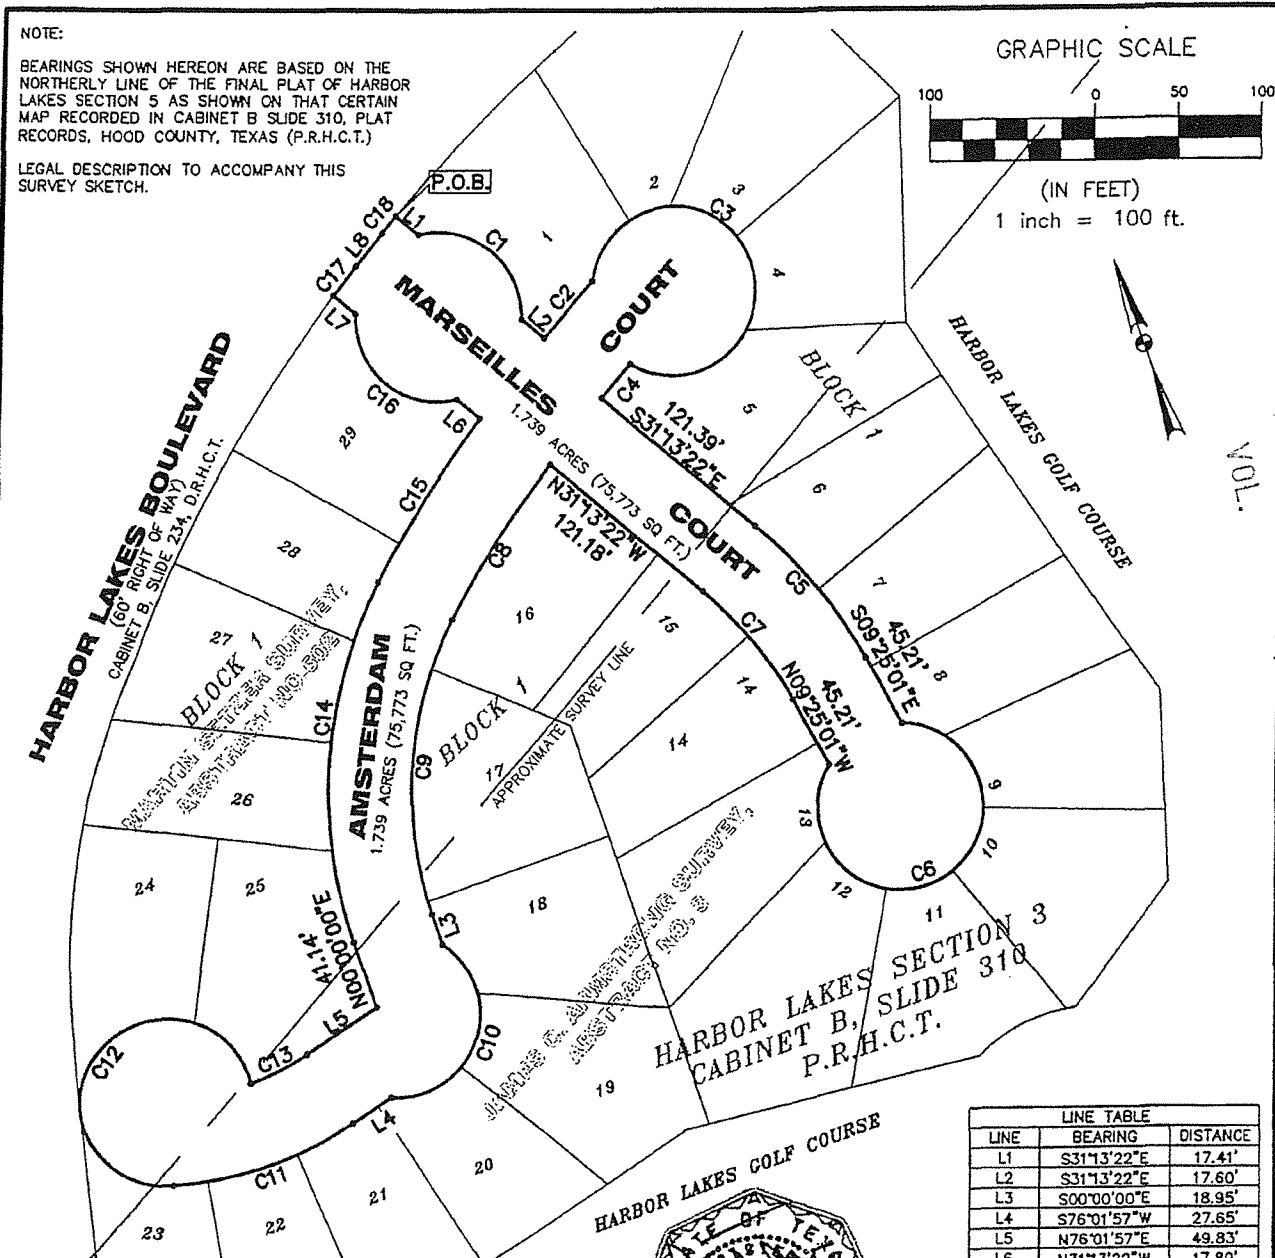 NOTE:
BEARINGS SHOWN HEREON ARE BASED ON THE
NORTHERLY LINE OF THE FINAL PLAT OF HARBOR
LAKES SECTION 5 AS SHOWN ON THAT CERTAIN
MAP RECORDED IN CABINET B SLIDE 310, PLAT
RECORDS, HOOD COUNTY, TEXAS (P.R.H.C.T.)
LEGAL DESCRIPTION TO ACCOMPANY THIS
SURVEY SKETCH.
GRAPHIC SCALE
100 0 50 100
(IN FEET)
1 inch = 100 ft.
P.O.B.
C18
L1
L8
C17
L7
C1
1
L2
C2
2
3
C3
4
MARSEILLES
COURT
1.739 ACRES (75,773 SQ FT.)
COURT
C4
121.39'
S31°13'22"E
5
BLOCK 1
6
7
8
HARBOR LAKES GOLF COURSE
VOL.
HARBOR LAKES BOULEVARD
(60' RIGHT OF WAY)
CABINET B, SLIDE 234, D.R.H.C.T.
C16
L6
29
C15
28
27
BLOCK 1
26
C14
24
25
N31°13'22"W
121.18'
C8
16
15
C5
45.21'
S09°25'01"E
C7
45.21'
N09°25'01"W
14
14
AMSTERDAM
1.739 ACRES (75,773 SQ FT.)
C9
BLOCK 1
17
APPROXIMATE SURVEY LINE
18
L3
9
10
C6
11
12
13
41.14'
N00°00'00"E
L5
C13
C12
C10
L4
C11
19
20
21
22
23
HARBOR LAKES SECTION 3
CABINET B, SLIDE 310
P.R.H.C.T.
HARBOR LAKES GOLF COURSE
LINE TABLE
LINE BEARING DISTANCE
L1 S31°13'22"E 17.41'
L2 S31°13'22"E 17.60'
L3 S00°00'00"E 18.95'
L4 S76°01'57"W 27.65'
L5 N76°01'57"E 49.83'
L6 N31°13'22"W 17.80'